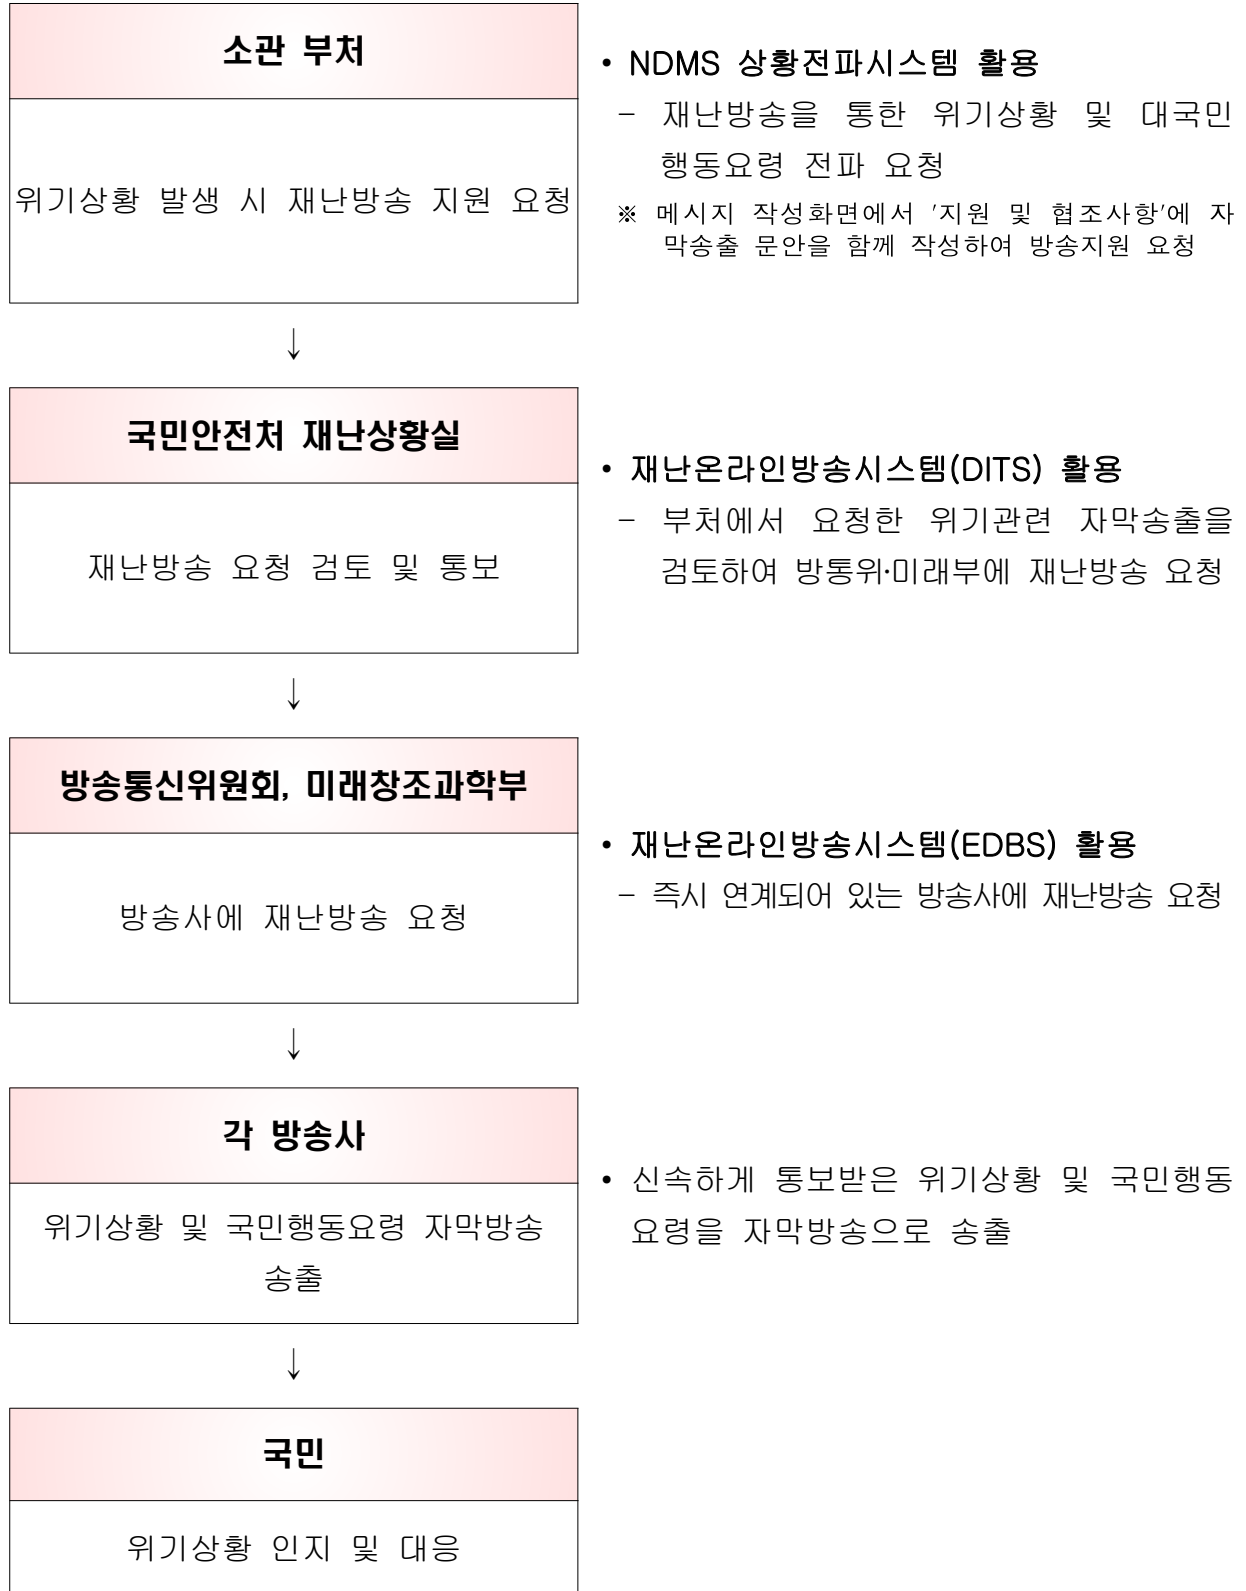 소관 부처
위기상황 발생 시 재난방송 지원 요청
• NDMS 상황전파시스템 활용
- 재난방송을 통한 위기상황 및 대국민
행동요령 전파 요청
※ 메시지 작성화면에서 '지원 및 협조사항'에 자
막송출 문안을 함께 작성하여 방송지원 요청
↓
국민안전처 재난상황실
재난방송 요청 검토 및 통보
• 재난온라인방송시스템(DITS) 활용
- 부처에서 요청한 위기관련 자막송출을
검토하여 방통위·미래부에 재난방송 요청
↓
방송통신위원회, 미래창조과학부
방송사에 재난방송 요청
• 재난온라인방송시스템(EDBS) 활용
- 즉시 연계되어 있는 방송사에 재난방송 요청
↓
각 방송사
위기상황 및 국민행동요령 자막방송
송출
• 신속하게 통보받은 위기상황 및 국민행동
요령을 자막방송으로 송출
↓
국민
위기상황 인지 및 대응